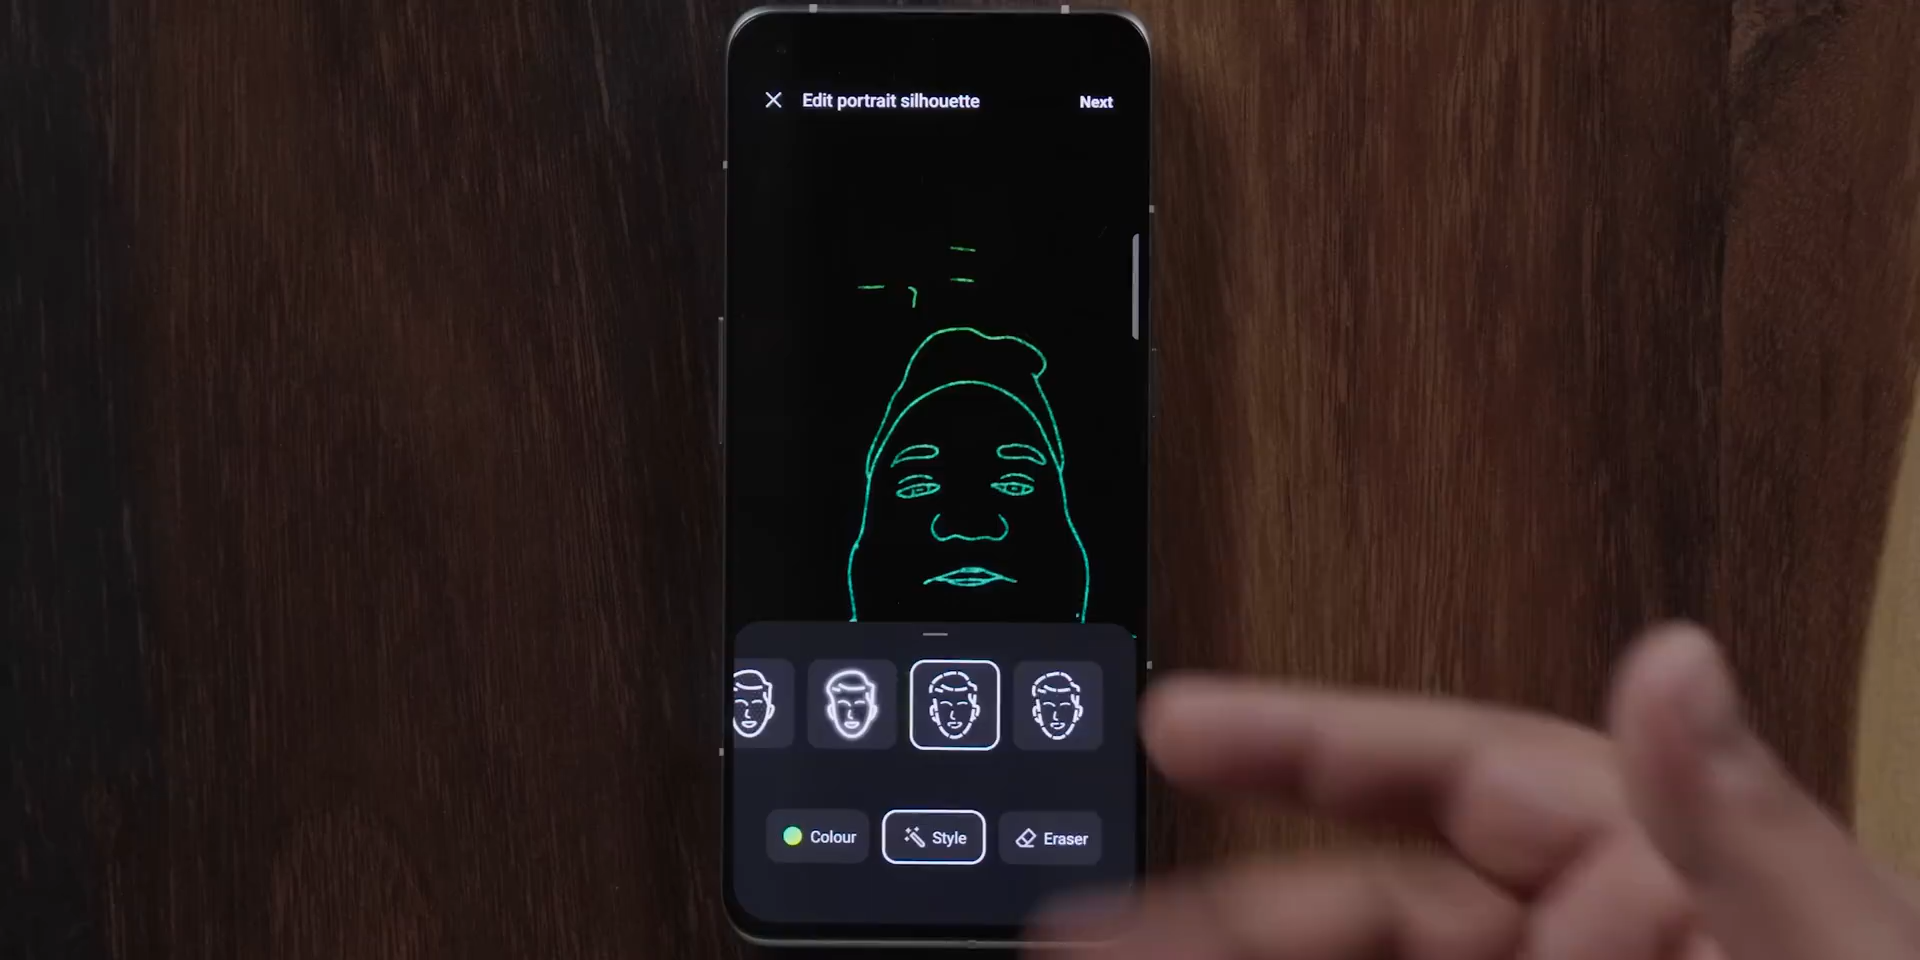 Edit portrait silhouette
Next
Colour
Style
Eraser